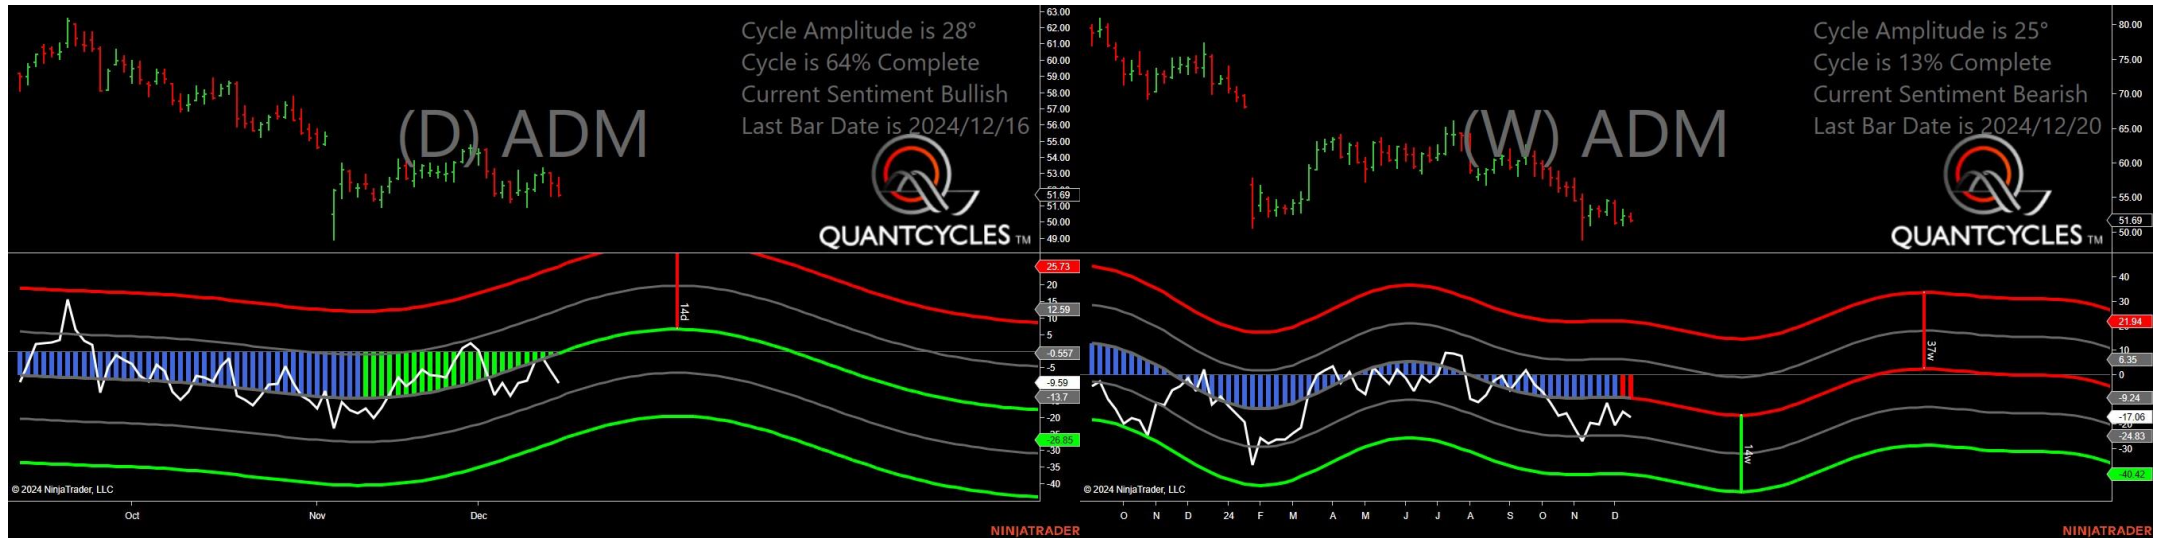 Cycle Amplitude is 28°
Cycle is 64% Complete
Current Sentiment Bullish
Last Bar Date is 2024/12/16
(D) ADM
QUANTCYCLES TM
63.00
62.00
61.00
60.00
59.00
58.00
57.00
56.00
55.00
54.00
53.00
51.69
51.00
50.00
49.00
25.73
20
15
12.59
10
5
-0.557
-5
-9.59
-13.7
-20
-26.85
-30
-35
-40
14d
© 2024 NinjaTrader, LLC
Oct Nov Dec
NINJATRADER
Cycle Amplitude is 25°
Cycle is 13% Complete
Current Sentiment Bearish
Last Bar Date is 2024/12/20
(W) ADM
QUANTCYCLES TM
80.00
75.00
70.00
65.00
60.00
55.00
51.69
50.00
40
30
21.94
10
6.35
0
-9.24
-17.06
-24.83
-30
-40.42
37w
14w
© 2024 NinjaTrader, LLC
O N D 24 F M A M J J A S O N D
NINJATRADER